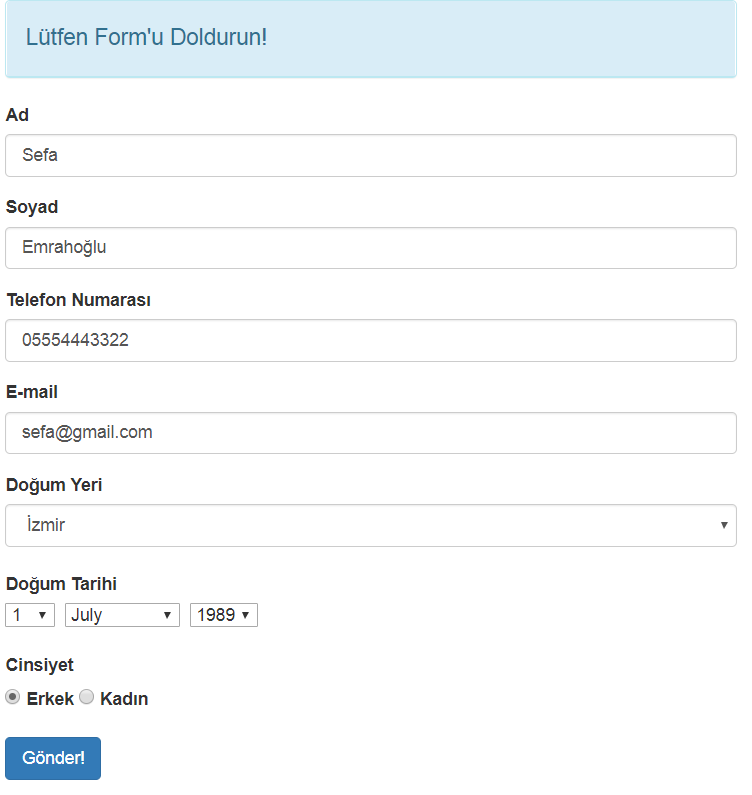 Lütfen Form'u Doldurun!
Ad
Sefa
Soyad
Emrahoğlu
Telefon Numarası
05554443322
E-mail
sefa@gmail.com
Doğum Yeri
İzmir
Doğum Tarihi
1 July 1989
Cinsiyet
Erkek Kadın
Gönder!